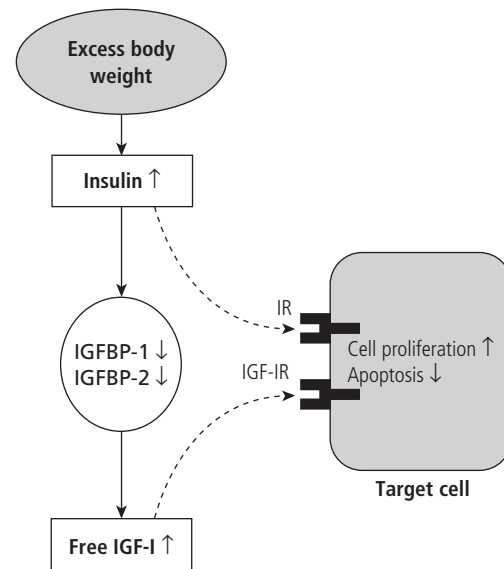 Excess body
weight
Insulin ↑
IR
IGFBP-1 ↓
IGFBP-2 ↓
Cell proliferation ↑
Apoptosis ↓
IGF-IR
Target cell
Free IGF-I ↑